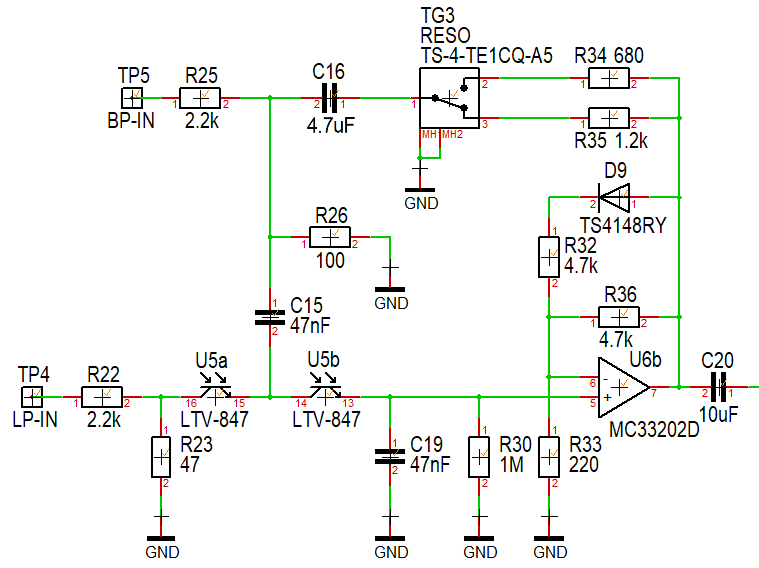 TG3
RESO
TS-4-TE1CQ-A5
R34 680
1
2
TP5
BP-IN
R25
1
2
2.2k
C16
2
1
4.7uF
1
2
3
MH1
MH2
GND
1
2
R35 1.2k
D9
2
1
TS4148RY
R26
1
2
100
GND
1
R32
4.7k
2
C15
1
47nF
2
R36
1
2
4.7k
TP4
LP-IN
R22
1
2
2.2k
U5a
16
15
LTV-847
U5b
14
13
LTV-847
U6b
6
-
5
+
7
MC33202D
C20
2
1
10uF
1
R23
47
2
GND
1
C19
47nF
2
GND
1
R30
1M
2
GND
1
R33
220
2
GND